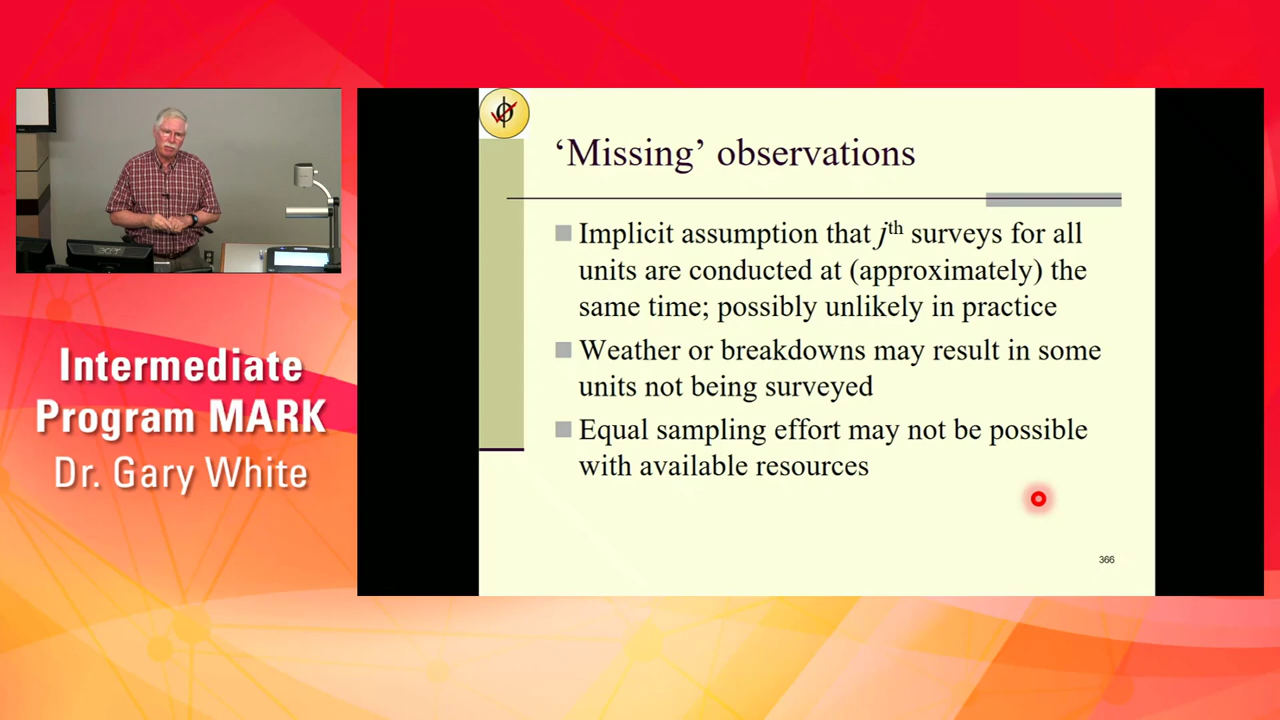 ‘Missing’ observations
Implicit assumption that jth surveys for all
units are conducted at (approximately) the
same time; possibly unlikely in practice
Weather or breakdowns may result in some
units not being surveyed
Equal sampling effort may not be possible
with available resources
366
Intermediate
Program MARK
Dr. Gary White